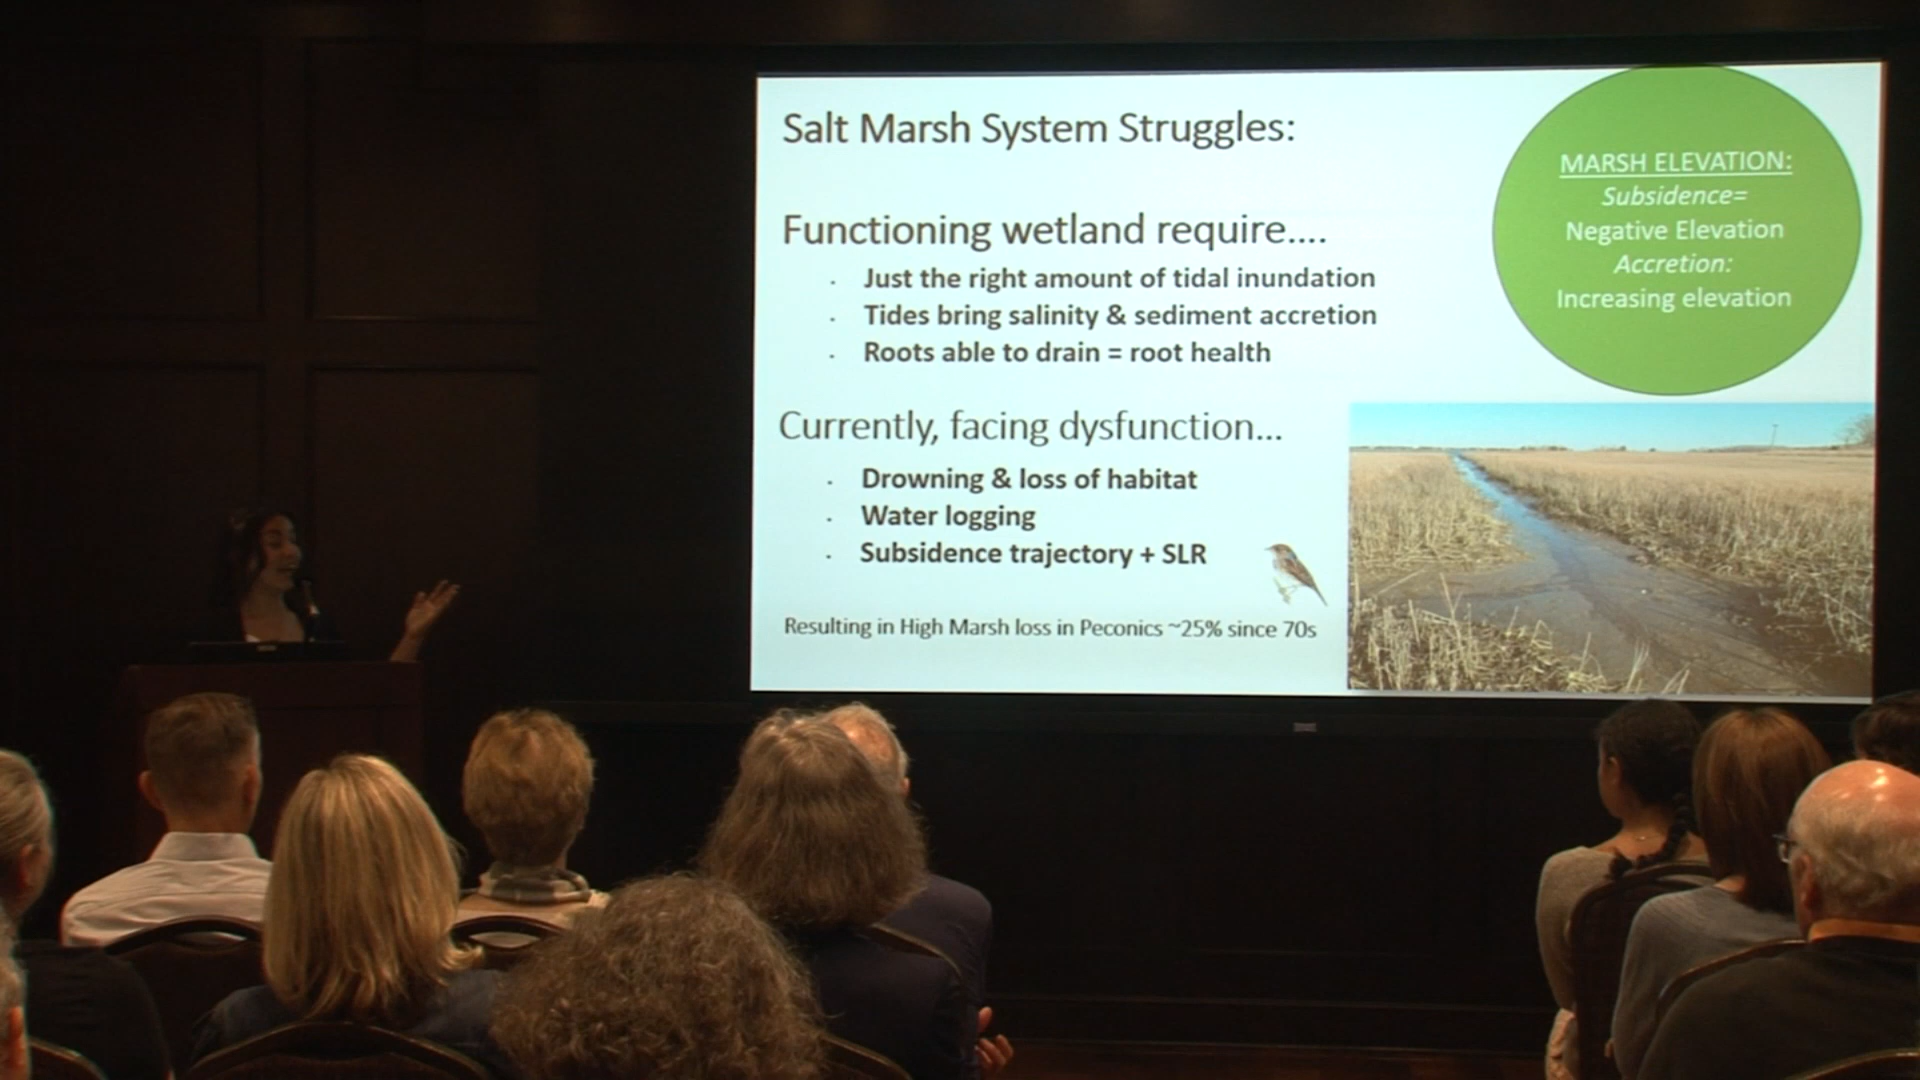 Salt Marsh System Struggles:
Functioning wetland require....
· Just the right amount of tidal inundation
· Tides bring salinity & sediment accretion
· Roots able to drain = root health
Currently, facing dysfunction...
· Drowning & loss of habitat
· Water logging
· Subsidence trajectory + SLR
Resulting in High Marsh loss in Peconics ~25% since 70s
MARSH ELEVATION:
Subsidence=
Negative Elevation
Accretion:
Increasing elevation